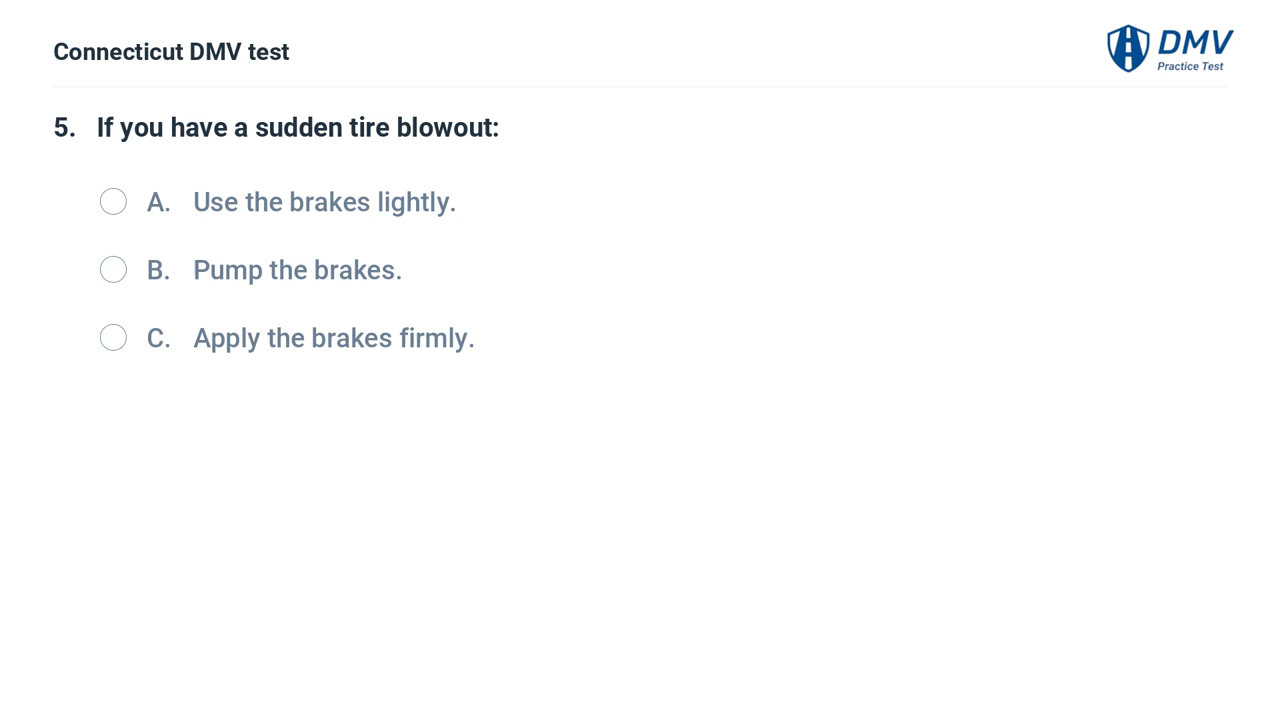 Connecticut DMV test
DMV
Practice Test
5. If you have a sudden tire blowout:
A. Use the brakes lightly.
B. Pump the brakes.
C. Apply the brakes firmly.